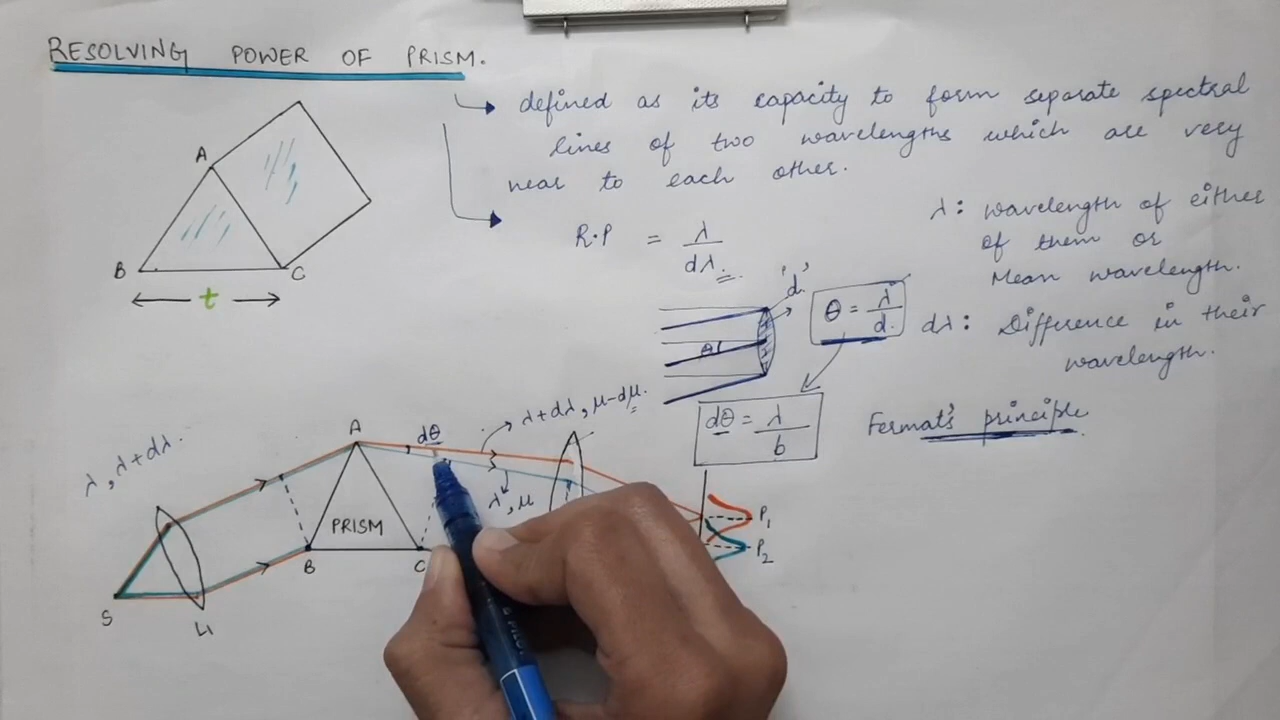 RESOLVING POWER OF PRISM.
defined as its capacity to form separate spectral
lines of two wavelengths which are very
near to each other.
R.P = λ/dλ
λ: wavelength of either
of them or
Mean wavelength.
dλ: Difference in their
wavelength.
A
B
C
t
'd'
θ
θ = λ/d.
dθ = λ/b
Fermat's principle
λ, λ+dλ.
A
dθ
λ+dλ, μ-dμ.
λ, μ
PRISM
B
C
S
L1
P1
P2
PILOT